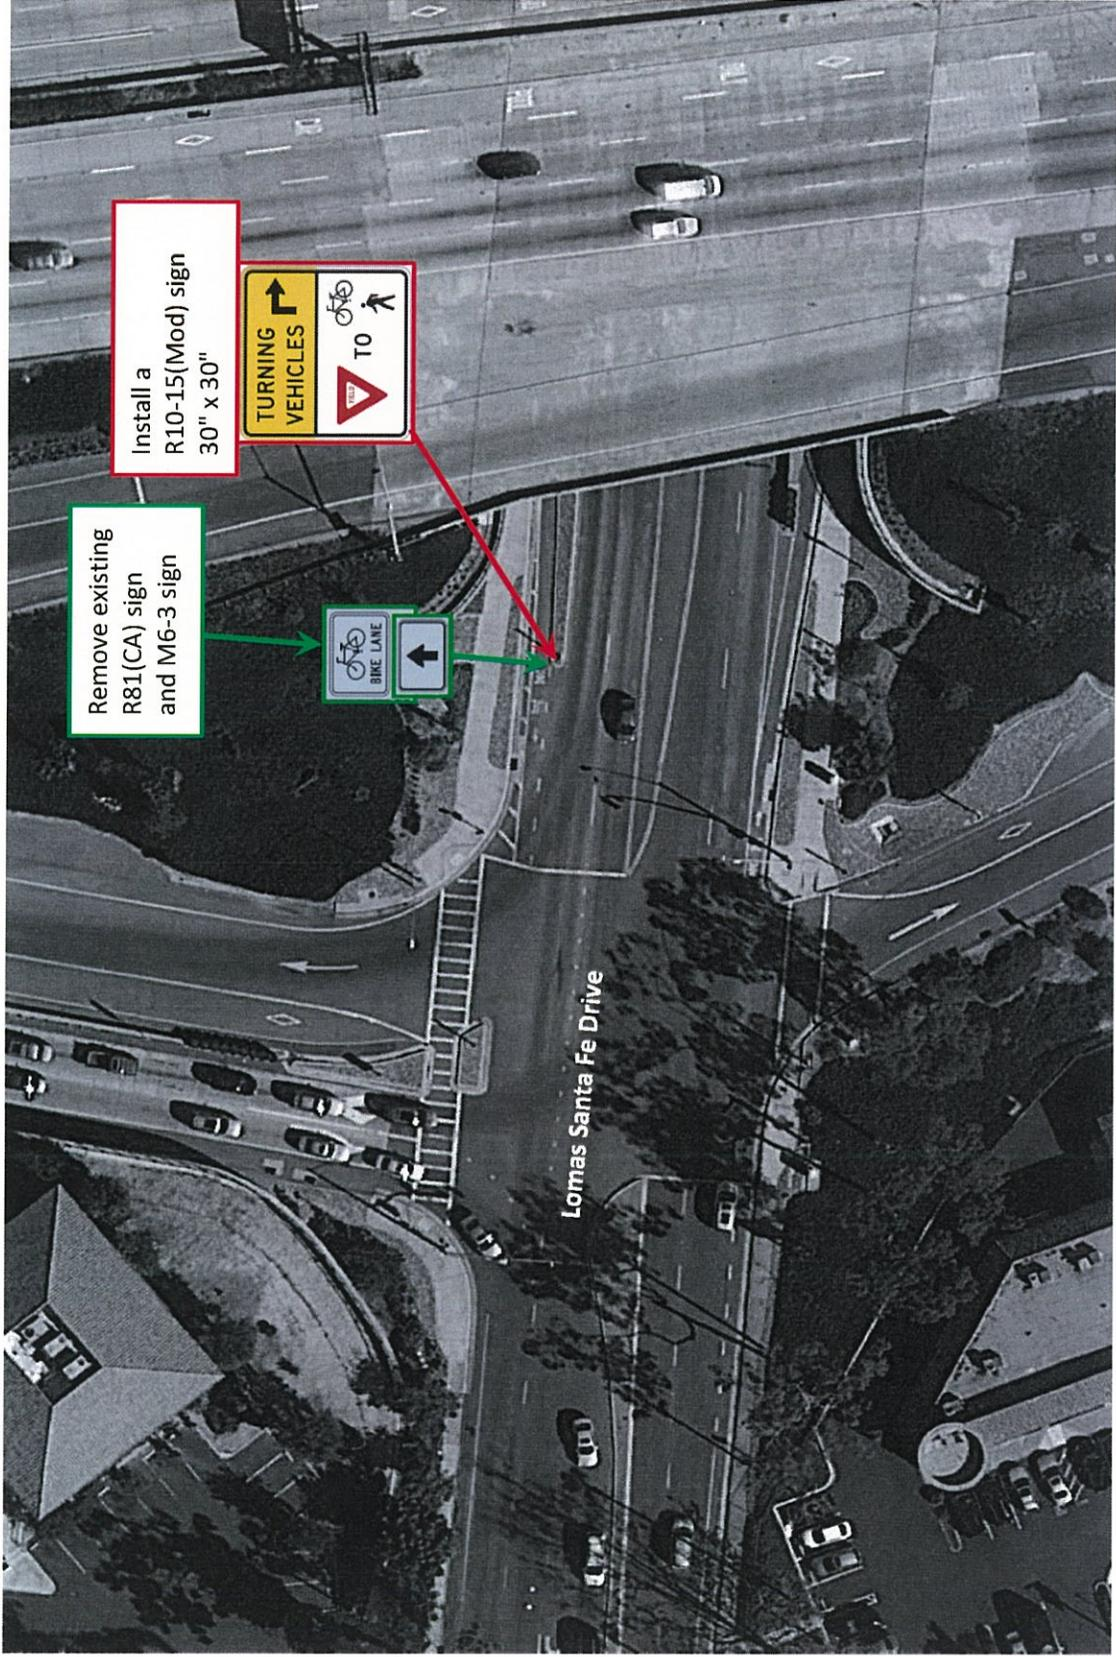 Remove existing
R81(CA) sign
and M6-3 sign
BIKE LANE
Install a
R10-15(Mod) sign
30" x 30"
TURNING
VEHICLES
YIELD
TO
Lomas Santa Fe Drive